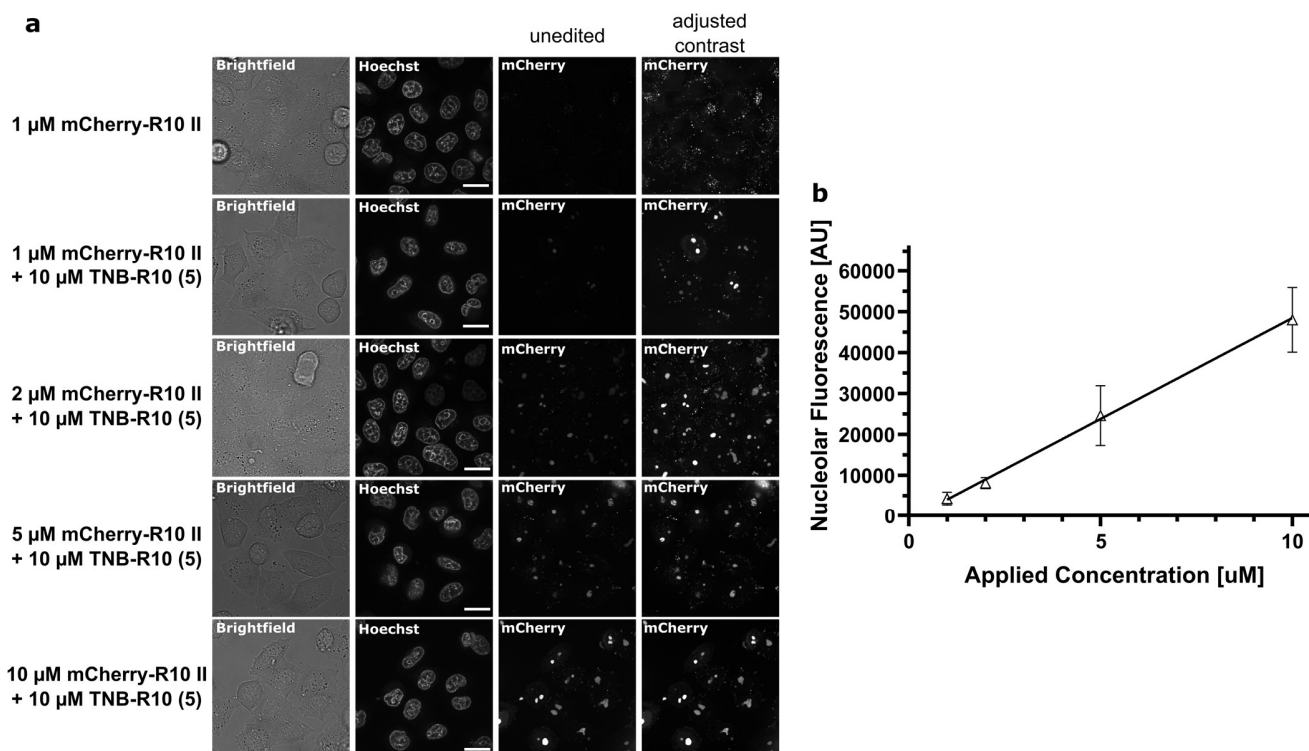 a
unedited
adjusted
contrast
1 µM mCherry-R10 II
Brightfield
Hoechst
mCherry
mCherry
1 µM mCherry-R10 II
+ 10 µM TNB-R10 (5)
Brightfield
Hoechst
mCherry
mCherry
2 µM mCherry-R10 II
+ 10 µM TNB-R10 (5)
Brightfield
Hoechst
mCherry
mCherry
5 µM mCherry-R10 II
+ 10 µM TNB-R10 (5)
Brightfield
Hoechst
mCherry
mCherry
10 µM mCherry-R10 II
+ 10 µM TNB-R10 (5)
Brightfield
Hoechst
mCherry
mCherry
b
Nucleolar Fluorescence [AU]
60000
50000
40000
30000
20000
10000
0
0
5
10
Applied Concentration [uM]